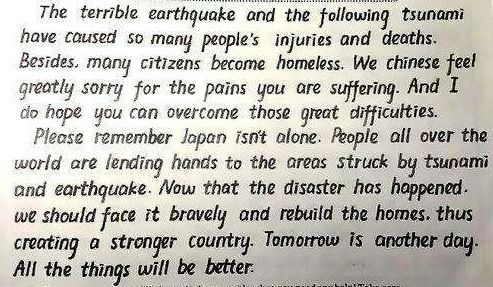 The terrible earthquake and the following tsunami
have caused so many people's injuries and deaths.
Besides, many citizens become homeless. We chinese feel
greatly sorry for the pains you are suffering. And I
do hope you can overcome those great difficulties.
Please remember Japan isn't alone. People all over the
world are lending hands to the areas struck by tsunami
and earthquake. Now that the disaster has happened.
we should face it bravely and rebuild the homes, thus
creating a stronger country. Tomorrow is another day.
All the things will be better.